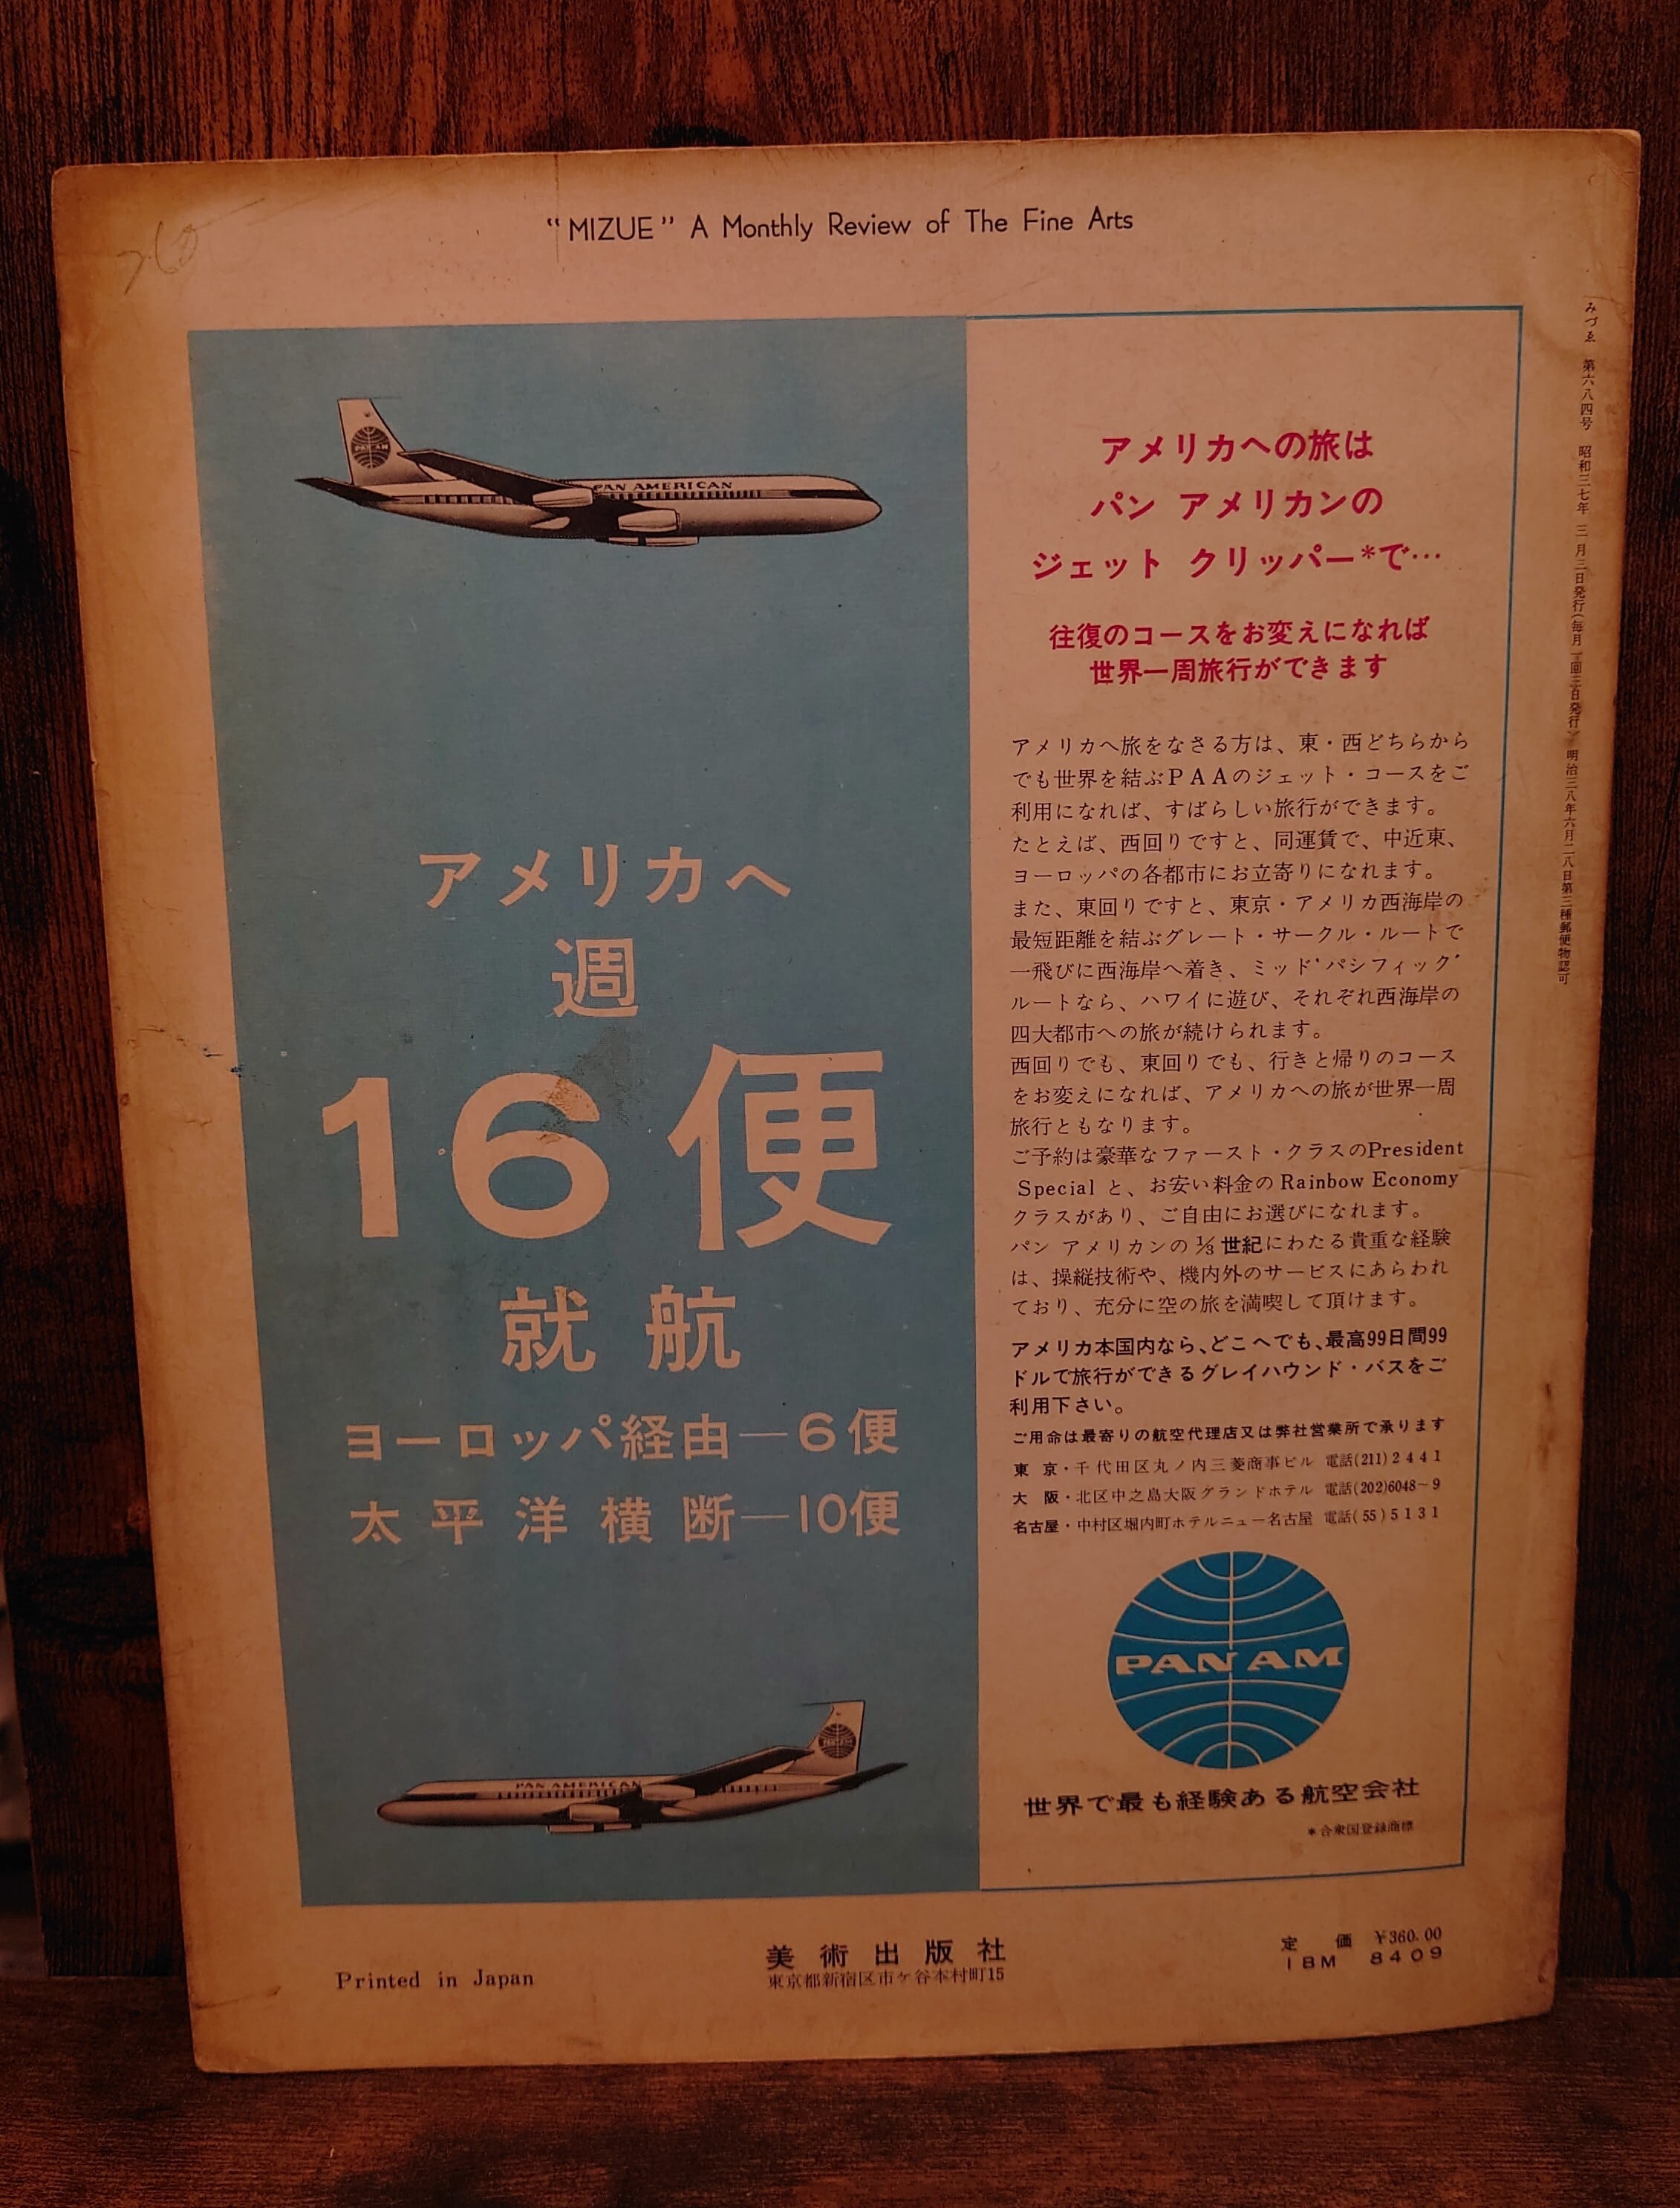 “MIZUE” A Monthly Review of The Fine Arts
PAN AM
PAN AMERICAN
アメリカへ
週
16便
就航
ヨーロッパ経由—6便
太平洋横断—10便
PAN AM
PAN AMERICAN
アメリカへの旅は
パン アメリカンの
ジェット クリッパー*で…
往復のコースをお変えになれば
世界一周旅行ができます
アメリカへ旅をなさる方は、東・西どちらから
でも世界を結ぶPAAのジェット・コースをご
利用になれば、すばらしい旅行ができます。
たとえば、西回りですと、同運賃で、中近東、
ヨーロッパの各都市にお立寄りになれます。
また、東回りですと、東京・アメリカ西海岸の
最短距離を結ぶグレート・サークル・ルートで
一飛びに西海岸へ着き、ミッド・パシフィック・
ルートなら、ハワイに遊び、それぞれ西海岸の
四大都市への旅が続けられます。
西回りでも、東回りでも、行きと帰りのコース
をお変えになれば、アメリカへの旅が世界一周
旅行ともなります。
ご予約は豪華なファースト・クラスのPresident
Special と、お安い料金の Rainbow Economy
クラスがあり、ご自由にお選びになれます。
パン アメリカンの ⅓ 世紀にわたる貴重な経験
は、操縦技術や、機内外のサービスにあらわれ
ており、充分に空の旅を満喫して頂けます。
アメリカ本国内なら、どこへでも、最高99日間99
ドルで旅行ができるグレイハウンド・バスをご
利用下さい。
ご用命は最寄りの航空代理店又は弊社営業所で承ります
東 京・千代田区丸ノ内三菱商事ビル 電話(211)2441
大 阪・北区中之島大阪グランドホテル 電話(202)6048～9
名古屋・中村区堀内町ホテルニュー名古屋 電話(55)5131
PAN AM
世界で最も経験ある航空会社
*合衆国登録商標
みづゑ 第六八四号 昭和三七年 三月三日発行(毎月一回三日発行) 明治三八年六月二八日第三種郵便物認可
Printed in Japan
美術出版社
東京都新宿区市ヶ谷本村町15
定 価 ¥360.00
IBM 8409